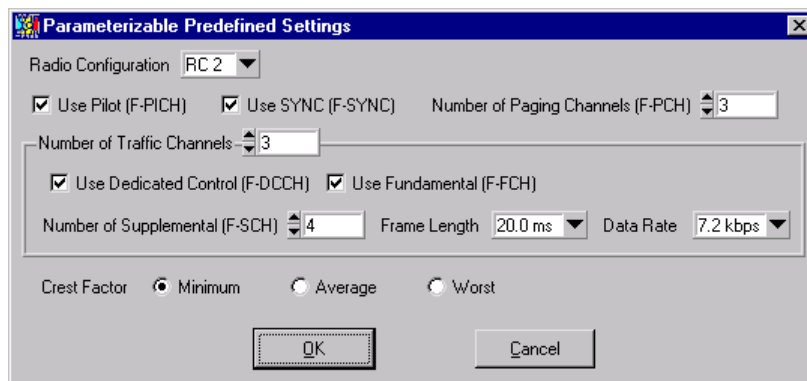 Parameterizable Predefined Settings
Radio Configuration RC 2
Use Pilot (F-PICH) Use SYNC (F-SYNC) Number of Paging Channels (F-PCH) 3
Number of Traffic Channels 3
Use Dedicated Control (F-DCCH) Use Fundamental (F-FCH)
Number of Supplemental (F-SCH) 4 Frame Length 20.0 ms Data Rate 7.2 kbps
Crest Factor Minimum Average Worst
OK Cancel